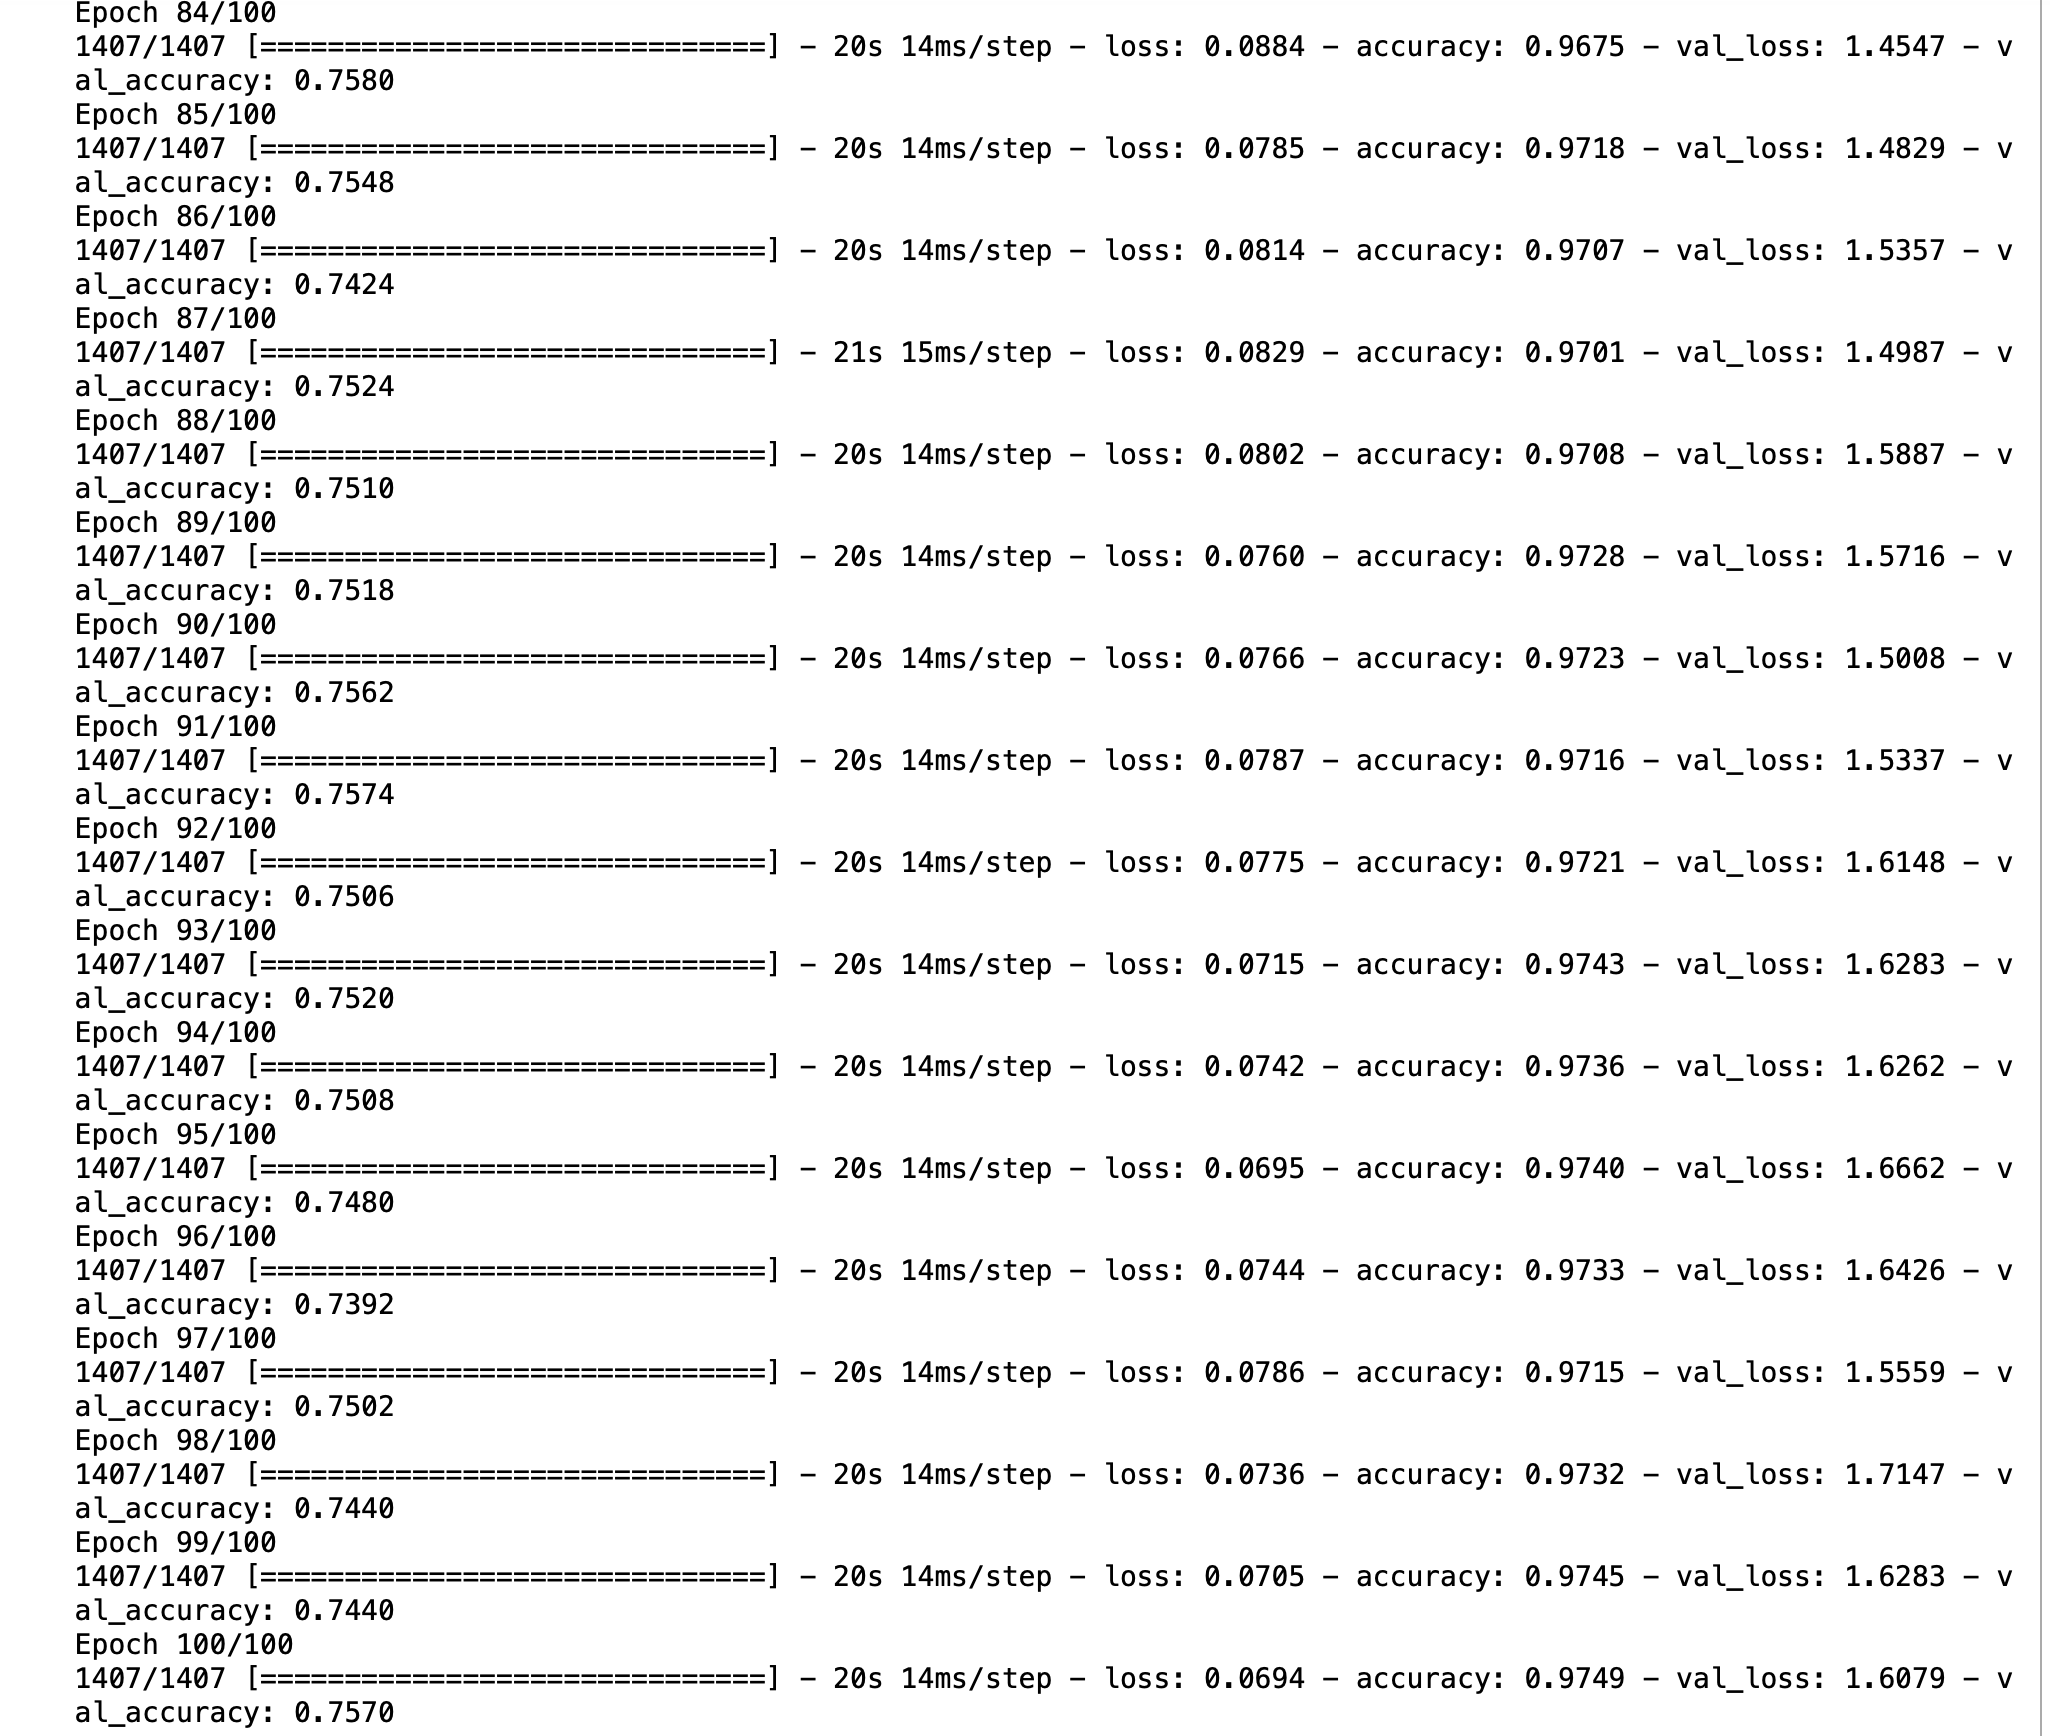 Epoch 84/100
1407/1407 [==============================] - 20s 14ms/step - loss: 0.0884 - accuracy: 0.9675 - val_loss: 1.4547 - v
al_accuracy: 0.7580
Epoch 85/100
1407/1407 [==============================] - 20s 14ms/step - loss: 0.0785 - accuracy: 0.9718 - val_loss: 1.4829 - v
al_accuracy: 0.7548
Epoch 86/100
1407/1407 [==============================] - 20s 14ms/step - loss: 0.0814 - accuracy: 0.9707 - val_loss: 1.5357 - v
al_accuracy: 0.7424
Epoch 87/100
1407/1407 [==============================] - 21s 15ms/step - loss: 0.0829 - accuracy: 0.9701 - val_loss: 1.4987 - v
al_accuracy: 0.7524
Epoch 88/100
1407/1407 [==============================] - 20s 14ms/step - loss: 0.0802 - accuracy: 0.9708 - val_loss: 1.5887 - v
al_accuracy: 0.7510
Epoch 89/100
1407/1407 [==============================] - 20s 14ms/step - loss: 0.0760 - accuracy: 0.9728 - val_loss: 1.5716 - v
al_accuracy: 0.7518
Epoch 90/100
1407/1407 [==============================] - 20s 14ms/step - loss: 0.0766 - accuracy: 0.9723 - val_loss: 1.5008 - v
al_accuracy: 0.7562
Epoch 91/100
1407/1407 [==============================] - 20s 14ms/step - loss: 0.0787 - accuracy: 0.9716 - val_loss: 1.5337 - v
al_accuracy: 0.7574
Epoch 92/100
1407/1407 [==============================] - 20s 14ms/step - loss: 0.0775 - accuracy: 0.9721 - val_loss: 1.6148 - v
al_accuracy: 0.7506
Epoch 93/100
1407/1407 [==============================] - 20s 14ms/step - loss: 0.0715 - accuracy: 0.9743 - val_loss: 1.6283 - v
al_accuracy: 0.7520
Epoch 94/100
1407/1407 [==============================] - 20s 14ms/step - loss: 0.0742 - accuracy: 0.9736 - val_loss: 1.6262 - v
al_accuracy: 0.7508
Epoch 95/100
1407/1407 [==============================] - 20s 14ms/step - loss: 0.0695 - accuracy: 0.9740 - val_loss: 1.6662 - v
al_accuracy: 0.7480
Epoch 96/100
1407/1407 [==============================] - 20s 14ms/step - loss: 0.0744 - accuracy: 0.9733 - val_loss: 1.6426 - v
al_accuracy: 0.7392
Epoch 97/100
1407/1407 [==============================] - 20s 14ms/step - loss: 0.0786 - accuracy: 0.9715 - val_loss: 1.5559 - v
al_accuracy: 0.7502
Epoch 98/100
1407/1407 [==============================] - 20s 14ms/step - loss: 0.0736 - accuracy: 0.9732 - val_loss: 1.7147 - v
al_accuracy: 0.7440
Epoch 99/100
1407/1407 [==============================] - 20s 14ms/step - loss: 0.0705 - accuracy: 0.9745 - val_loss: 1.6283 - v
al_accuracy: 0.7440
Epoch 100/100
1407/1407 [==============================] - 20s 14ms/step - loss: 0.0694 - accuracy: 0.9749 - val_loss: 1.6079 - v
al_accuracy: 0.7570